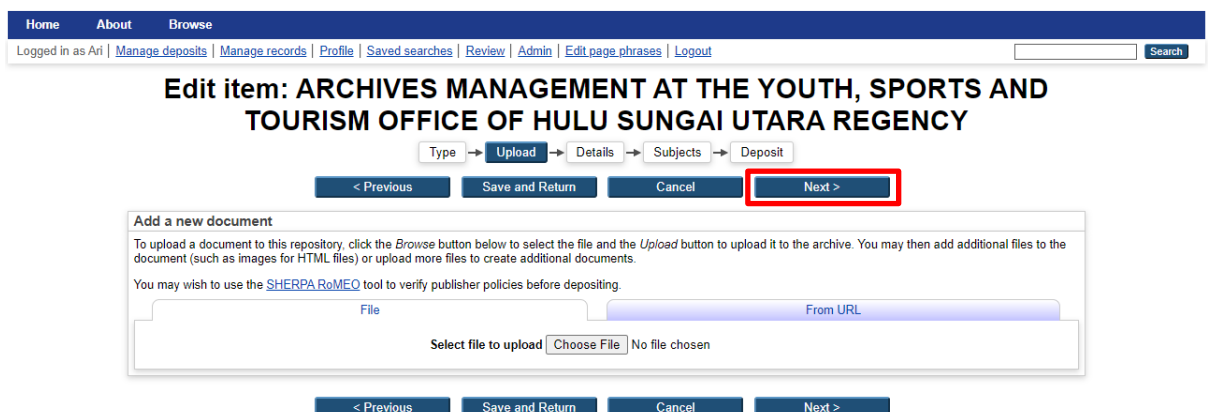 Home About Browse
Logged in as Ari | Manage deposits | Manage records | Profile | Saved searches | Review | Admin | Edit page phrases | Logout Search
Edit item: ARCHIVES MANAGEMENT AT THE YOUTH, SPORTS AND
TOURISM OFFICE OF HULU SUNGAI UTARA REGENCY
Type → Upload → Details → Subjects → Deposit
< Previous Save and Return Cancel Next >
Add a new document
To upload a document to this repository, click the Browse button below to select the file and the Upload button to upload it to the archive. You may then add additional files to the
document (such as images for HTML files) or upload more files to create additional documents.
You may wish to use the SHERPA RoMEO tool to verify publisher policies before depositing.
File From URL
Select file to upload Choose File No file chosen
< Previous Save and Return Cancel Next >